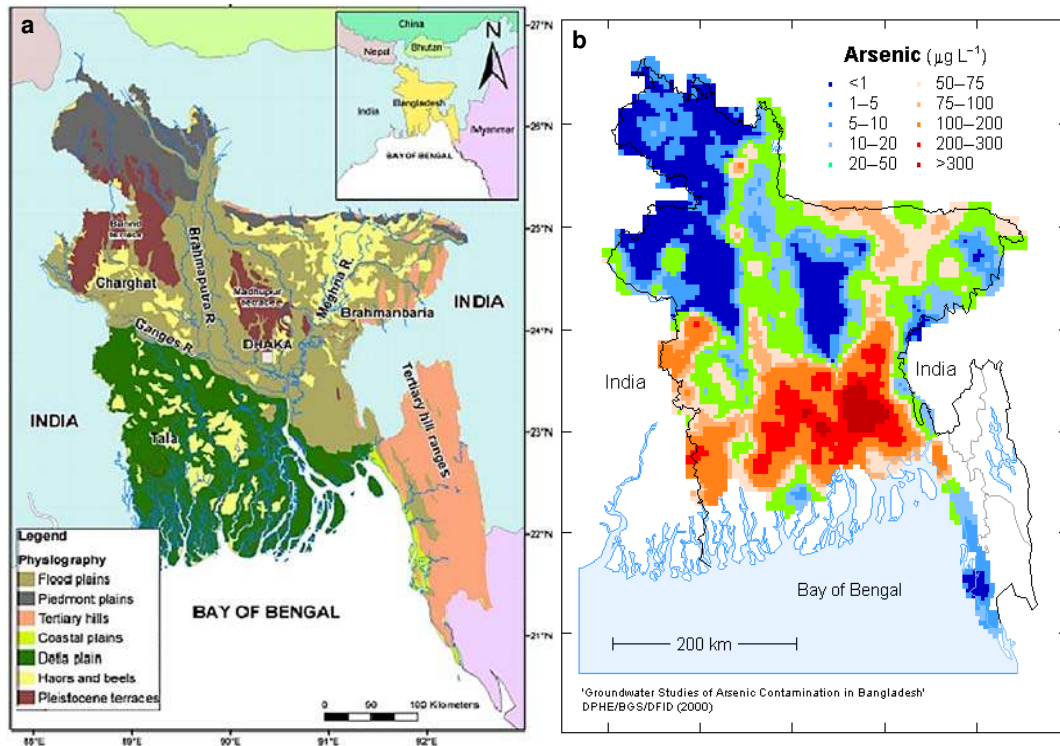 a
China
Nepal
Bhutan
N
India
Bangladesh
Myanmar
BAY OF BENGAL
27°N
26°N
25°N
24°N
23°N
22°N
21°N
Barind
terrace
Charghat
Brahmaputra R.
Madhupur
terrace
Meghna R.
INDIA
Brahmanbaria
Ganges R.
DHAKA
INDIA
Tala
Tertiary hill ranges
Legend
Physiography
Flood plains
Piedmont plains
Tertiary hills
Coastal plains
Delta plain
Haors and beels
Pleistocene terraces
BAY OF BENGAL
0 50 100 Kilometers
88°E 89°E 90°E 91°E 92°E
b
Arsenic (µg L⁻¹)
<1
1–5
5–10
10–20
20–50
50–75
75–100
100–200
200–300
>300
India
India
Bay of Bengal
200 km
'Groundwater Studies of Arsenic Contamination in Bangladesh'
DPHE/BGS/DFID (2000)